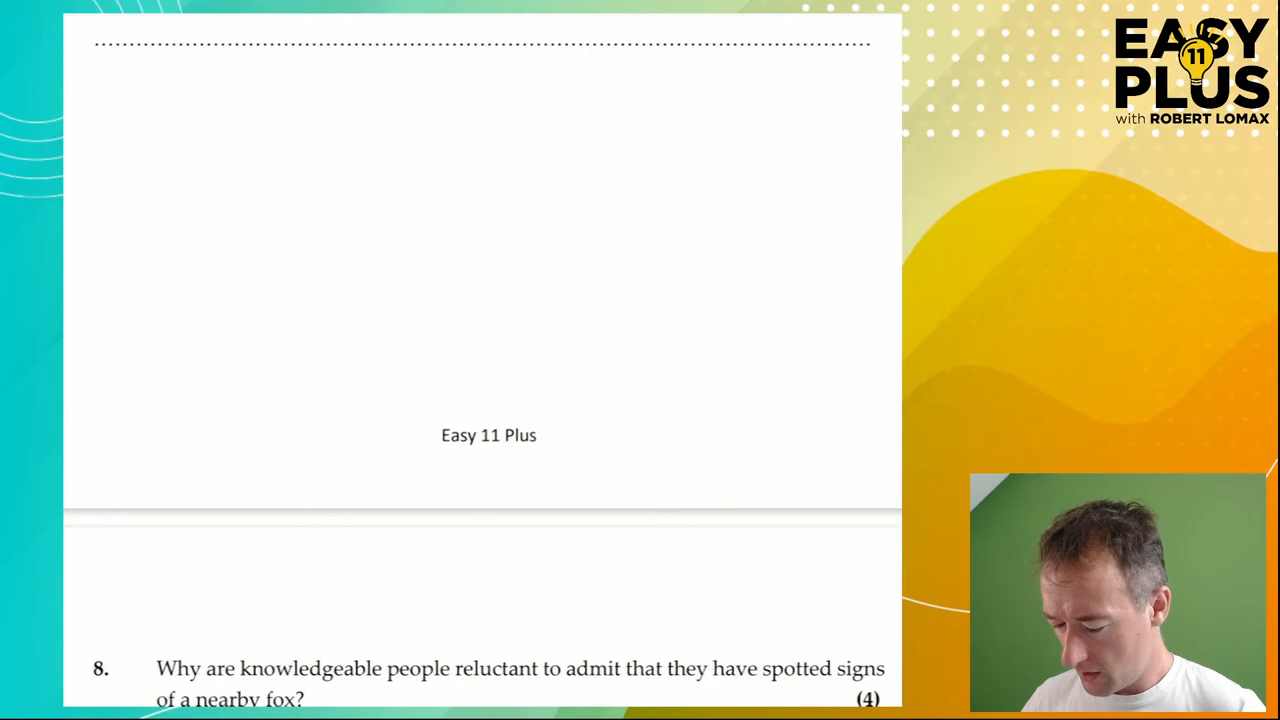 EASY
11
PLUS
with ROBERT LOMAX
................................................................................................................
Easy 11 Plus
8. Why are knowledgeable people reluctant to admit that they have spotted signs
of a nearby fox? (4)